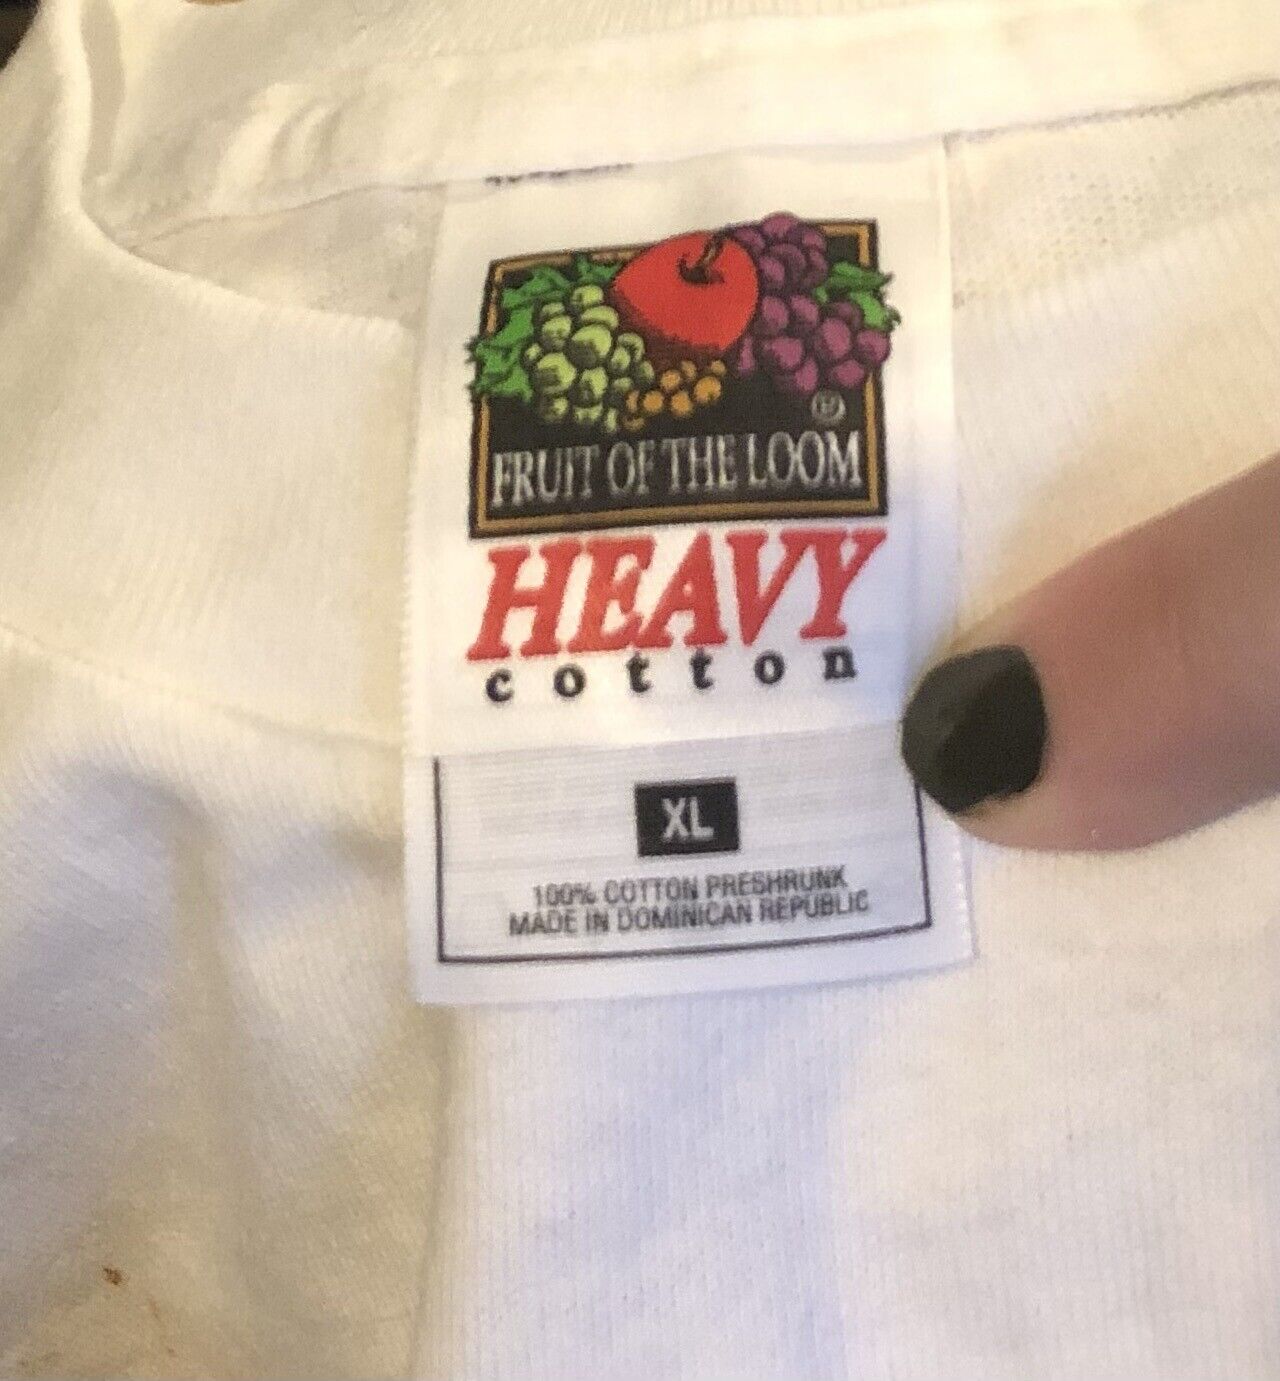 ®
FRUIT OF THE LOOM
HEAVY
cotton
XL
100% COTTON PRESHRUNK
MADE IN DOMINICAN REPUBLIC